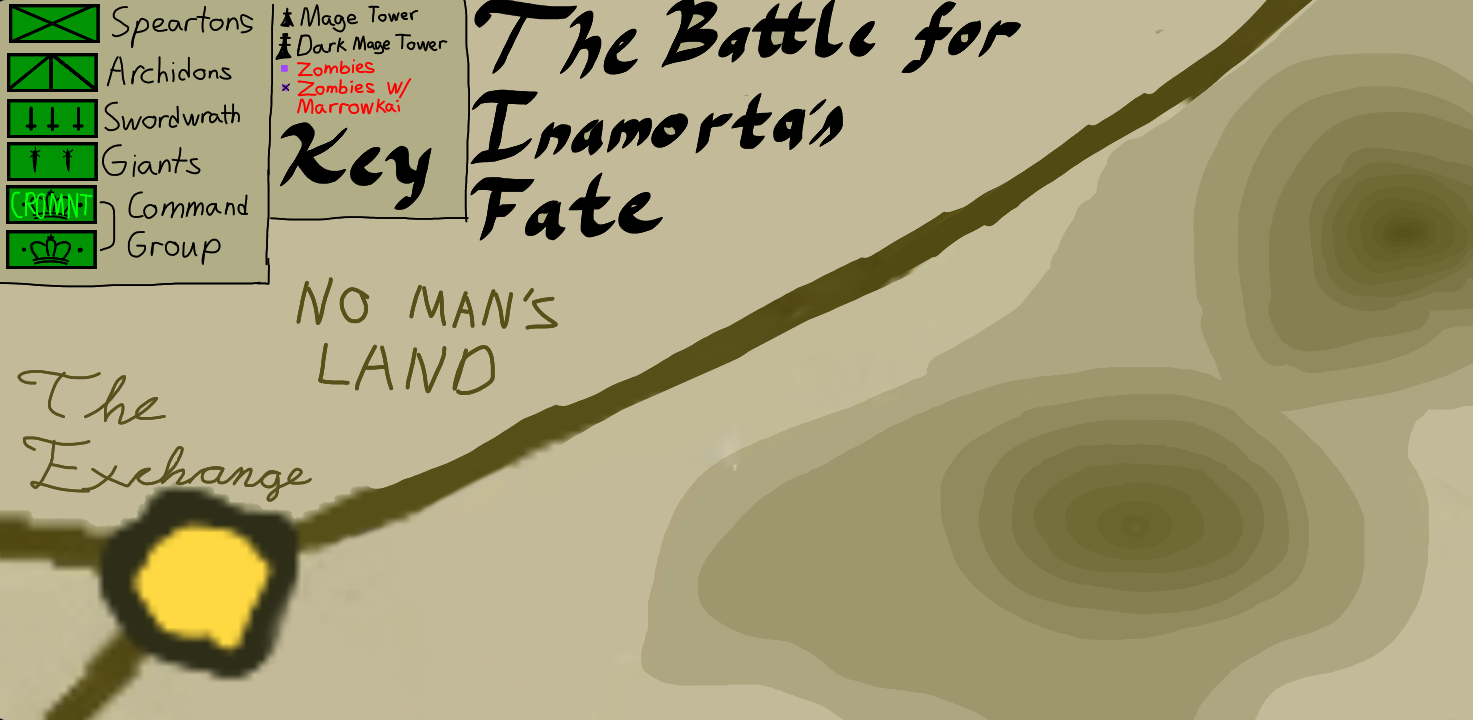 Speartons
Archidons
Swordwrath
Giants
CROMNT
Command
Group
Mage Tower
Dark Mage Tower
Zombies
Zombies w/
Marrowkai
Key
The Battle for
Inamorta's
Fate
NO MAN'S
LAND
The
Exchange